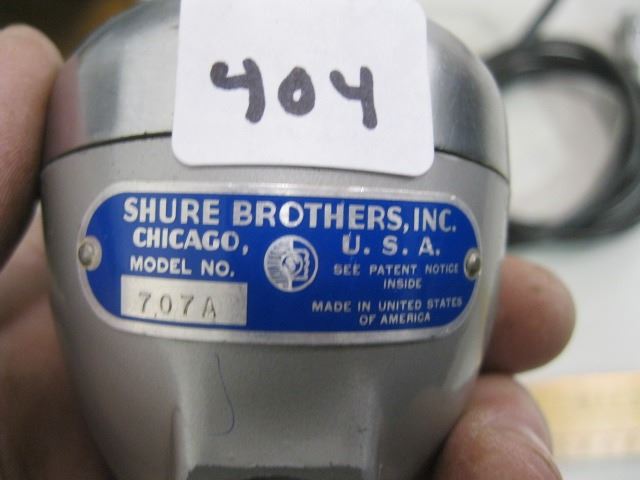 404
SHURE BROTHERS, INC.
CHICAGO, U. S. A.
MODEL NO. SEE PATENT NOTICE
INSIDE
707A MADE IN UNITED STATES
OF AMERICA